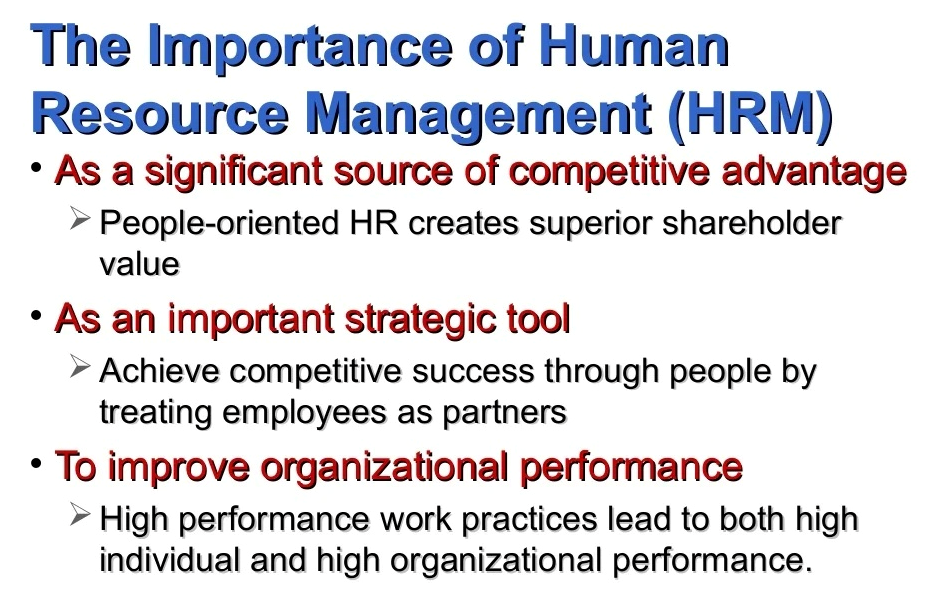 The Importance of Human
Resource Management (HRM)
• As a significant source of competitive advantage
➢ People-oriented HR creates superior shareholder
value
• As an important strategic tool
➢ Achieve competitive success through people by
treating employees as partners
• To improve organizational performance
➢ High performance work practices lead to both high
individual and high organizational performance.